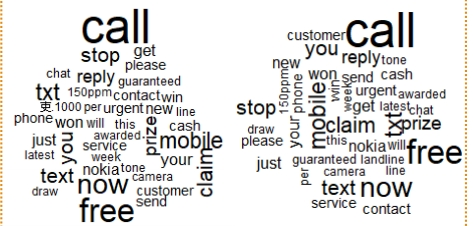 call
stop get
please
chat reply guaranteed
txt 150ppm contact win
1000 per urgent new line
phone won will this prize cash
just you awarded mobile
latest service your claim
week
text nokia tone camera
draw now customer
free send
call
customer
you reply tone
new won send cash
150ppm phone mobile win week urgent awarded
stop get latest chat
draw your claim txt prize
please this nokia will
just guaranteed landline free
per camera line
text now
service contact